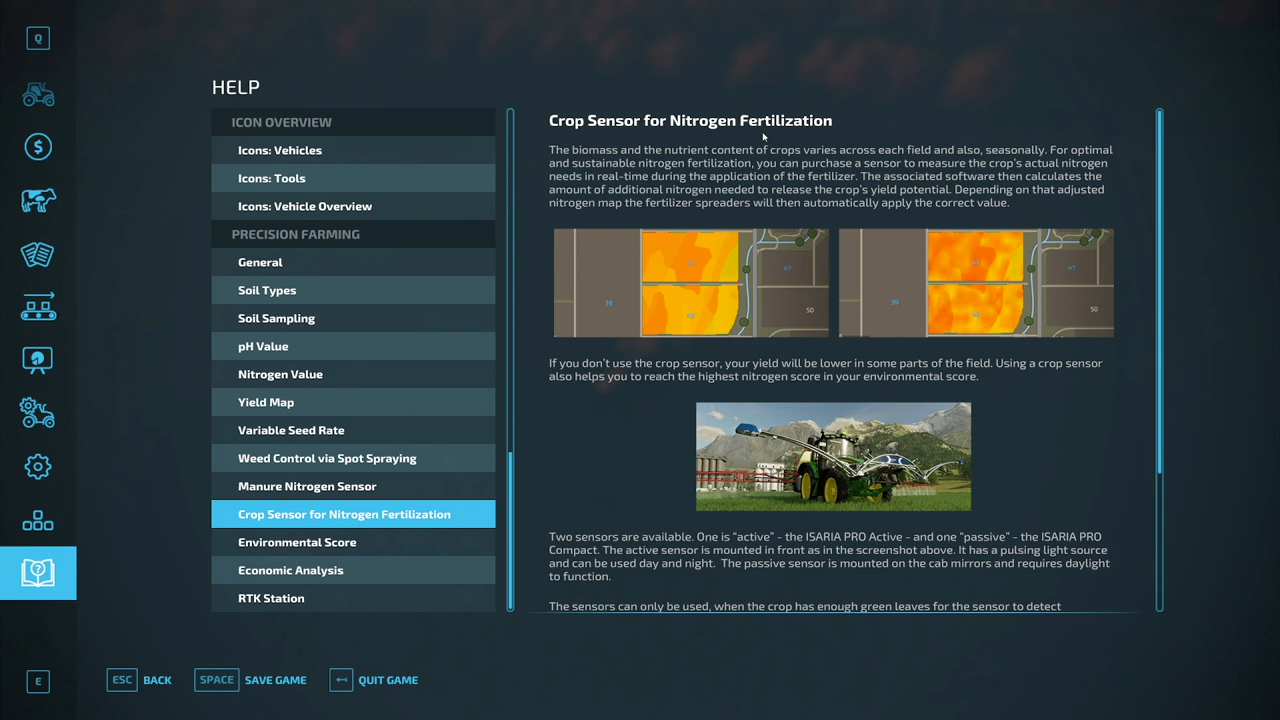 Q
HELP
ICON OVERVIEW
Icons: Vehicles
Icons: Tools
Icons: Vehicle Overview
PRECISION FARMING
General
Soil Types
Soil Sampling
pH Value
Nitrogen Value
Yield Map
Variable Seed Rate
Weed Control via Spot Spraying
Manure Nitrogen Sensor
Crop Sensor for Nitrogen Fertilization
Environmental Score
Economic Analysis
RTK Station
Crop Sensor for Nitrogen Fertilization
The biomass and the nutrient content of crops varies across each field and also, seasonally. For optimal
and sustainable nitrogen fertilization, you can purchase a sensor to measure the crop's actual nitrogen
needs in real-time during the application of the fertilizer. The associated software then calculates the
amount of additional nitrogen needed to release the crop's yield potential. Depending on that adjusted
nitrogen map the fertilizer spreaders will then automatically apply the correct value.
39
42
47
50
39
47
50
If you don't use the crop sensor, your yield will be lower in some parts of the field. Using a crop sensor
also helps you to reach the highest nitrogen score in your environmental score.
Two sensors are available. One is "active" - the ISARIA PRO Active - and one "passive" - the ISARIA PRO
Compact. The active sensor is mounted in front as in the screenshot above. It has a pulsing light source
and can be used day and night.  The passive sensor is mounted on the cab mirrors and requires daylight
to function.
The sensors can only be used, when the crop has enough green leaves for the sensor to detect
E
ESC BACK
SPACE SAVE GAME
QUIT GAME